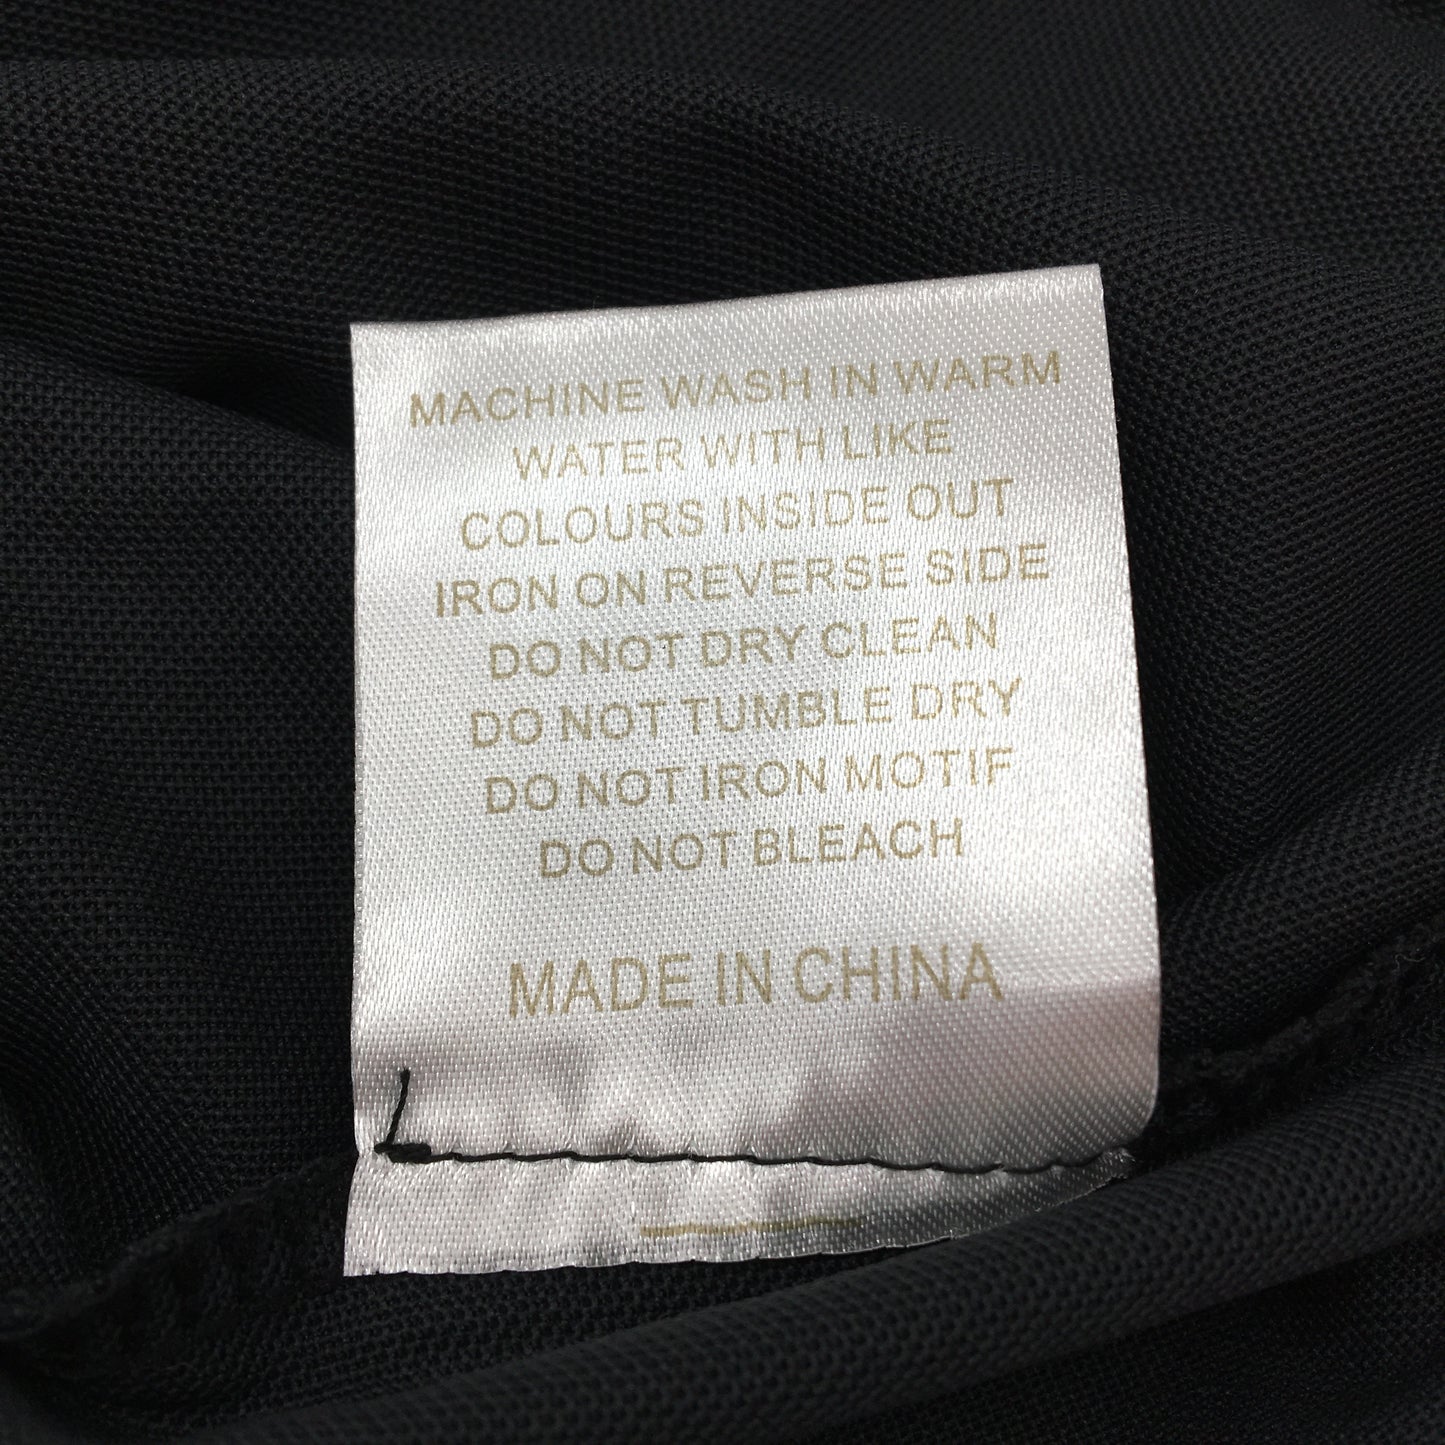 MACHINE WASH IN WARM
WATER WITH LIKE
COLOURS INSIDE OUT
IRON ON REVERSE SIDE
DO NOT DRY CLEAN
DO NOT TUMBLE DRY
DO NOT IRON MOTIF
DO NOT BLEACH
MADE IN CHINA